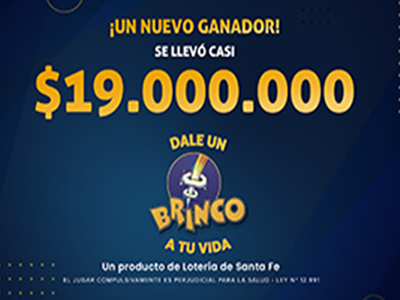 ¡UN NUEVO GANADOR!
SE LLEVÓ CASI
$19.000.000
DALE UN
BRINCO
A TU VIDA
Un producto de Lotería de Santa Fe
EL JUGAR COMPULSIVAMENTE ES PERJUDICIAL PARA LA SALUD - LEY N° 12.991